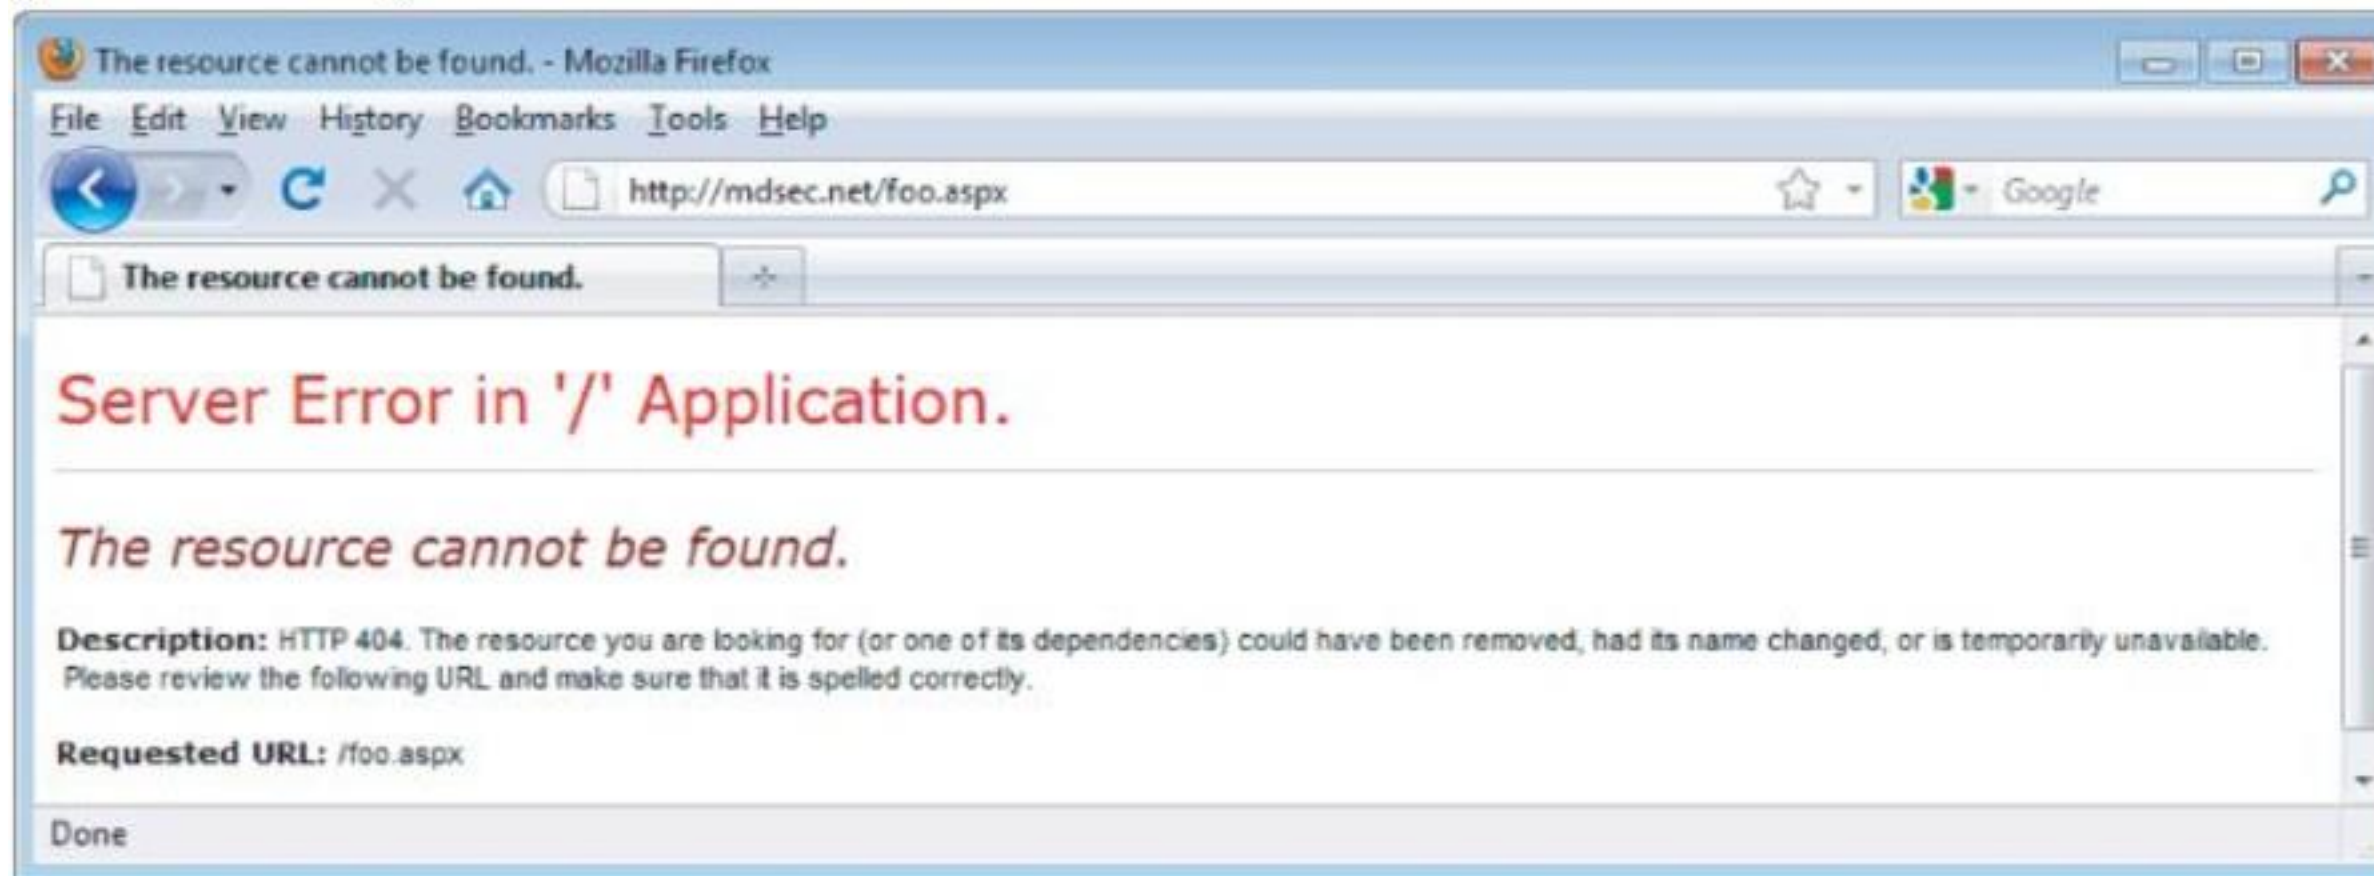 The resource cannot be found. - Mozilla Firefox
File Edit View History Bookmarks Tools Help
http://mdsec.net/foo.aspx Google
The resource cannot be found.
Server Error in '/' Application.
The resource cannot be found.
Description: HTTP 404. The resource you are looking for (or one of its dependencies) could have been removed, had its name changed, or is temporarily unavailable.
Please review the following URL and make sure that it is spelled correctly.
Requested URL: /foo.aspx
Done